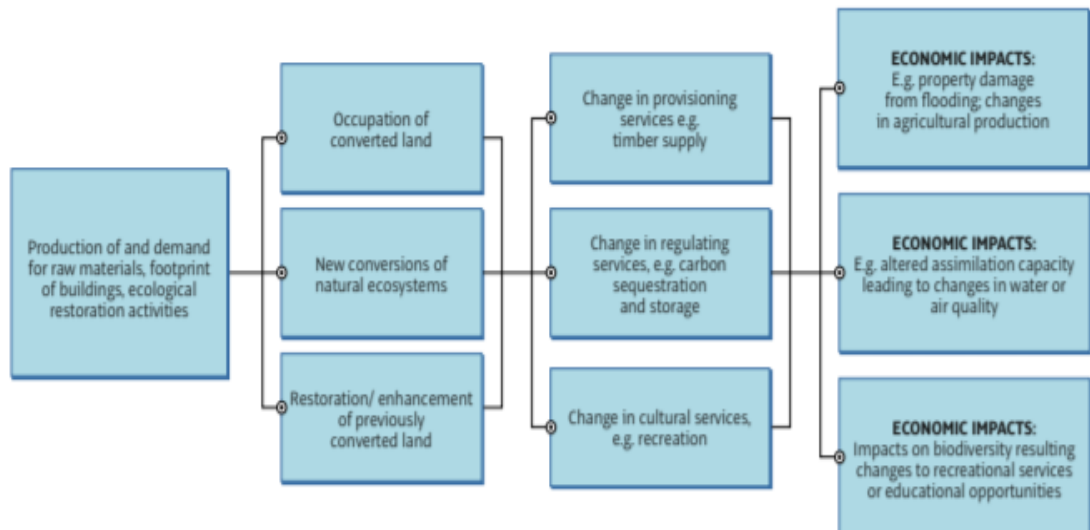 Production of and demand
for raw materials, footprint
of buildings, ecological
restoration activities
Occupation of
converted land
New conversions of
natural ecosystems
Restoration/ enhancement
of previously
converted land
Change in provisioning
services e.g.
timber supply
Change in regulating
services, e.g. carbon
sequestration
and storage
Change in cultural services,
e.g. recreation
ECONOMIC IMPACTS:
E.g. property damage
from flooding; changes
in agricultural production
ECONOMIC IMPACTS:
E.g. altered assimilation capacity
leading to changes in water or
air quality
ECONOMIC IMPACTS:
Impacts on biodiversity resulting
changes to recreational services
or educational opportunities